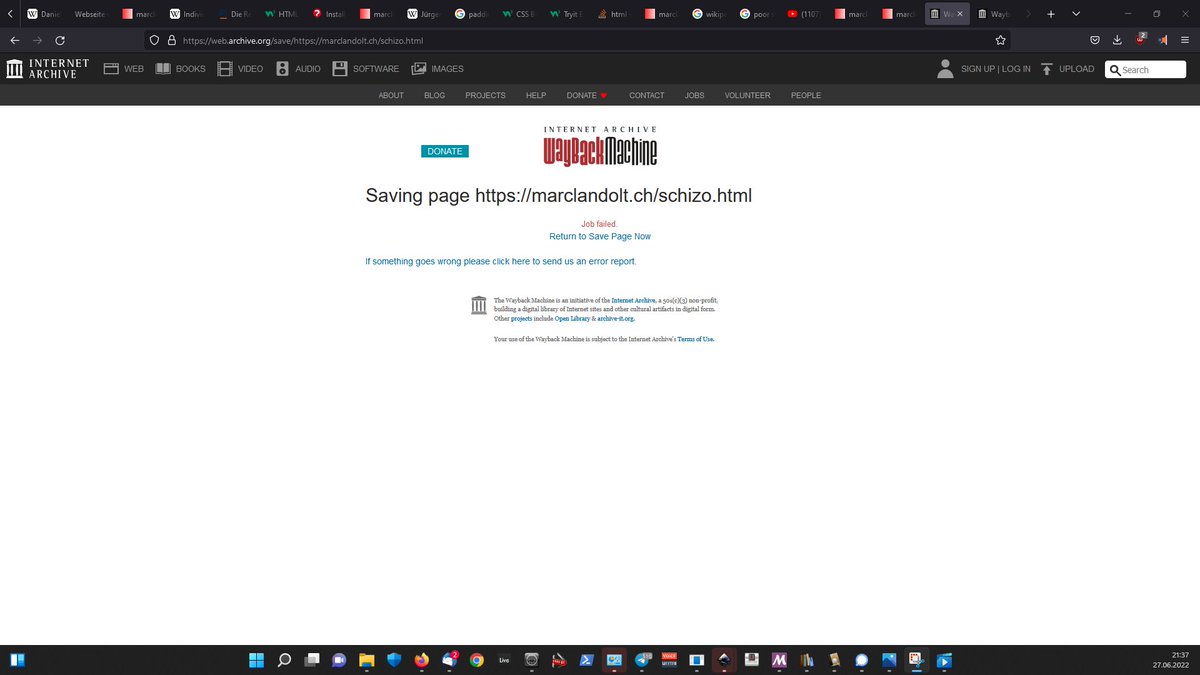 Danie
Webseite
marc
Indivi
Die Re
HTML
Install
marc
Jürger
paddi
CSS B
Tryit E
html
marc
wikipe
poor s
(1107)
marc
marc
Wa
Wayb
https://web.archive.org/save/https://marclandolt.ch/schizo.html
2
INTERNET
ARCHIVE
WEB
BOOKS
VIDEO
AUDIO
SOFTWARE
IMAGES
SIGN UP | LOG IN
UPLOAD
Search
ABOUT
BLOG
PROJECTS
HELP
DONATE
CONTACT
JOBS
VOLUNTEER
PEOPLE
DONATE
INTERNET ARCHIVE
WayBackMachine
Saving page https://marclandolt.ch/schizo.html
Job failed.
Return to Save Page Now
If something goes wrong please click here to send us an error report.
The Wayback Machine is an initiative of the Internet Archive, a 501(c)(3) non-profit,
building a digital library of Internet sites and other cultural artifacts in digital form.
Other projects include Open Library & archive-it.org.
Your use of the Wayback Machine is subject to the Internet Archive's Terms of Use.
2
Live
21:37
27.06.2022